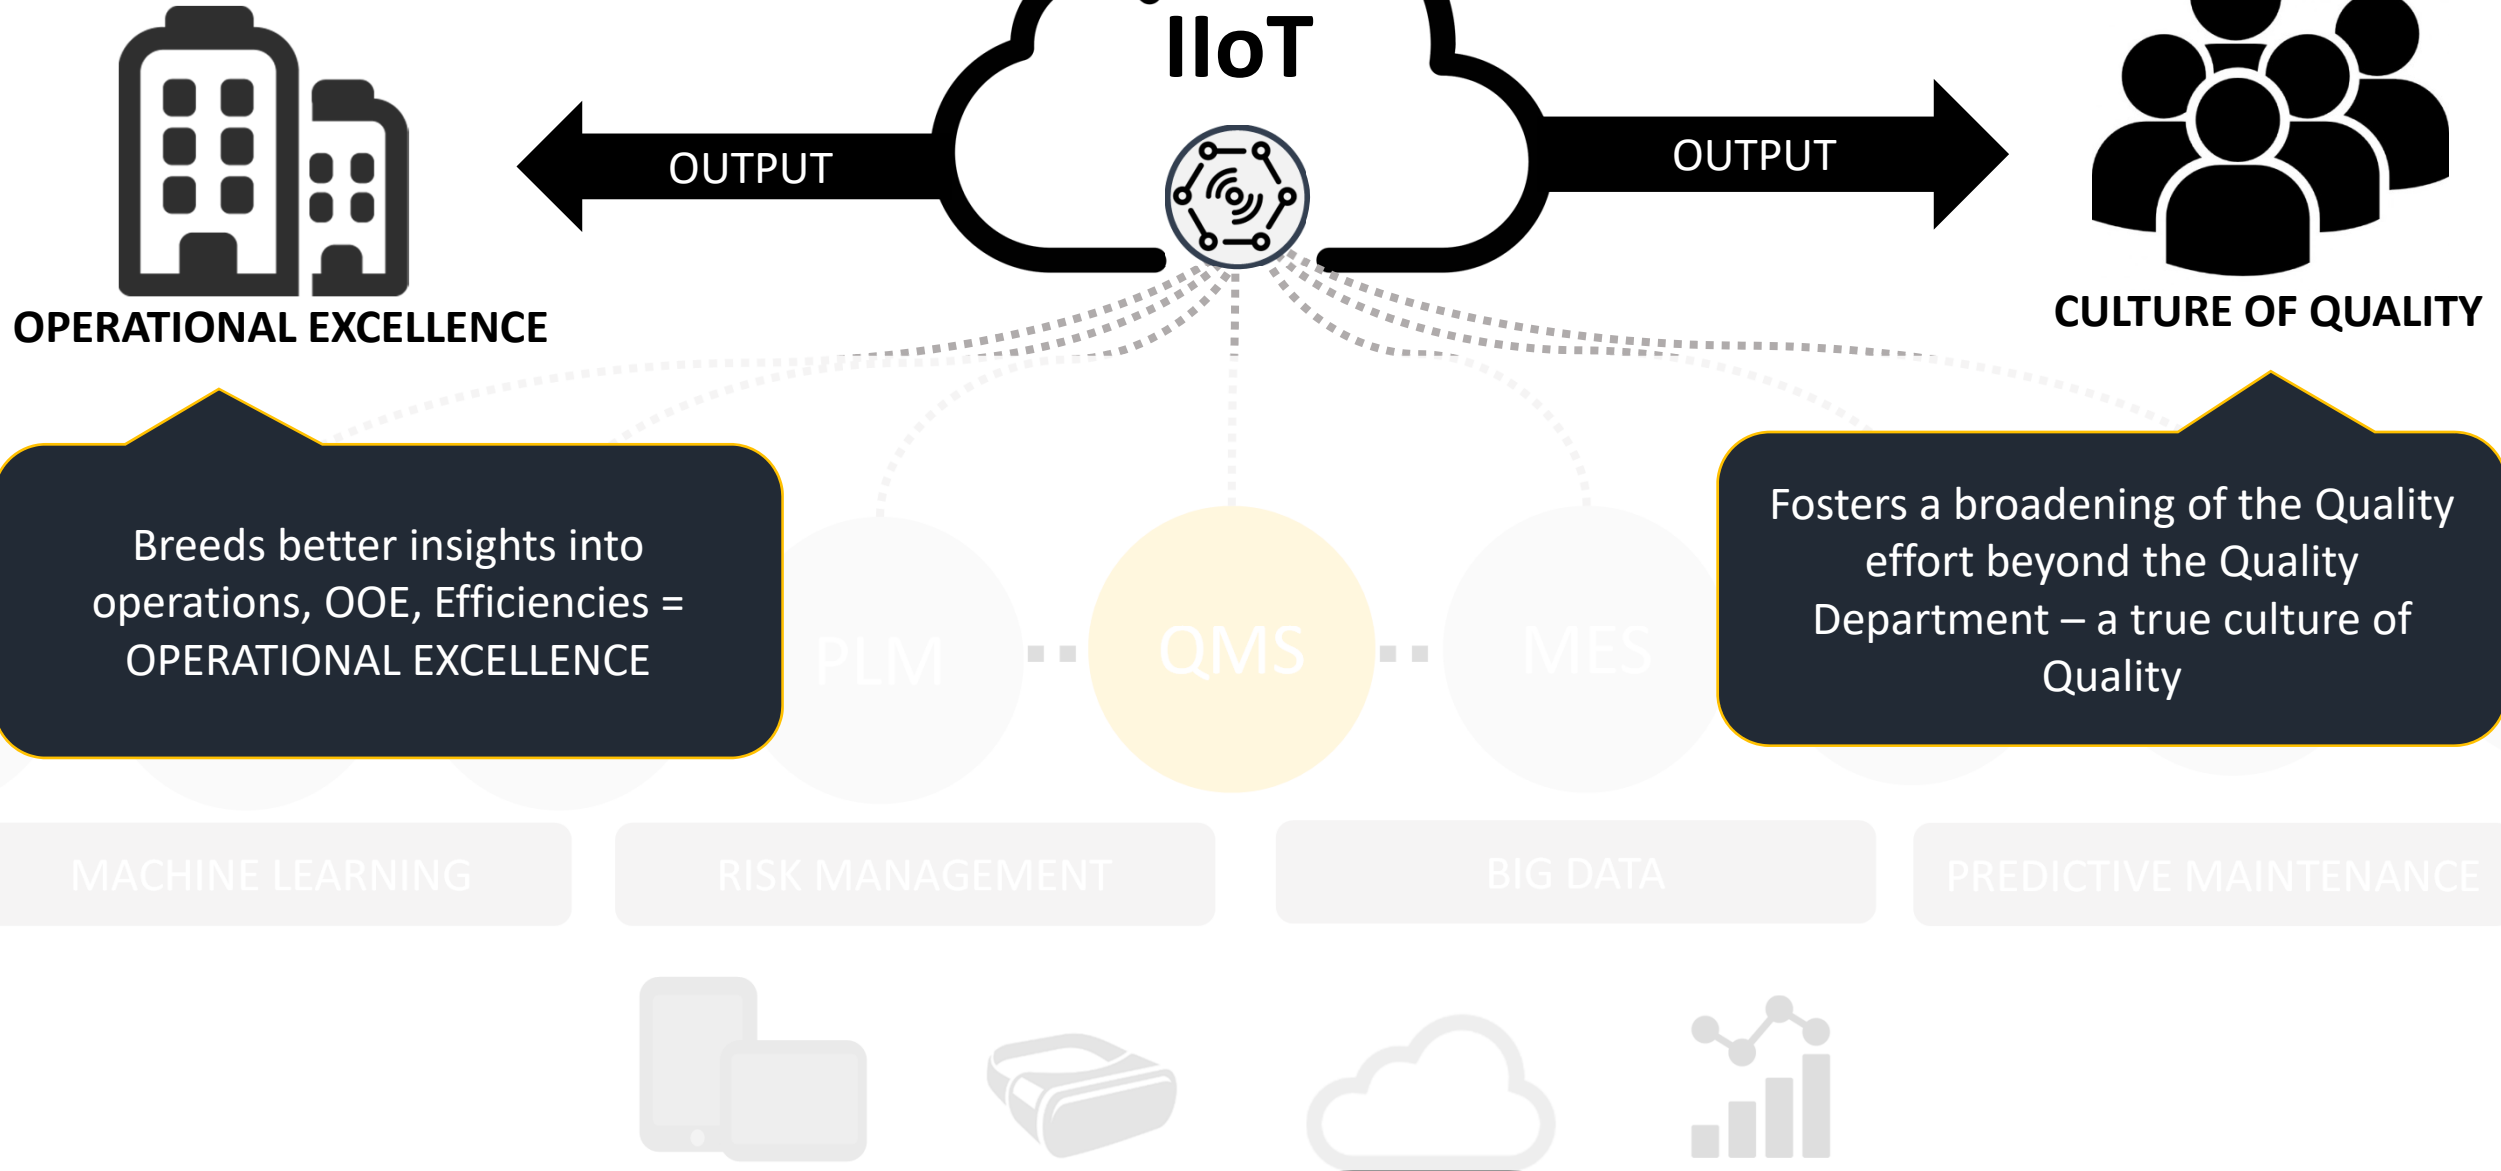 IIoT
OUTPUT
OUTPUT
OPERATIONAL EXCELLENCE
CULTURE OF QUALITY
Breeds better insights into
operations, OOE, Efficiencies =
OPERATIONAL EXCELLENCE
Fosters a broadening of the Quality
effort beyond the Quality
Department – a true culture of
Quality
PLM
QMS
MES
MACHINE LEARNING
RISK MANAGEMENT
BIG DATA
PREDICTIVE MAINTENANCE